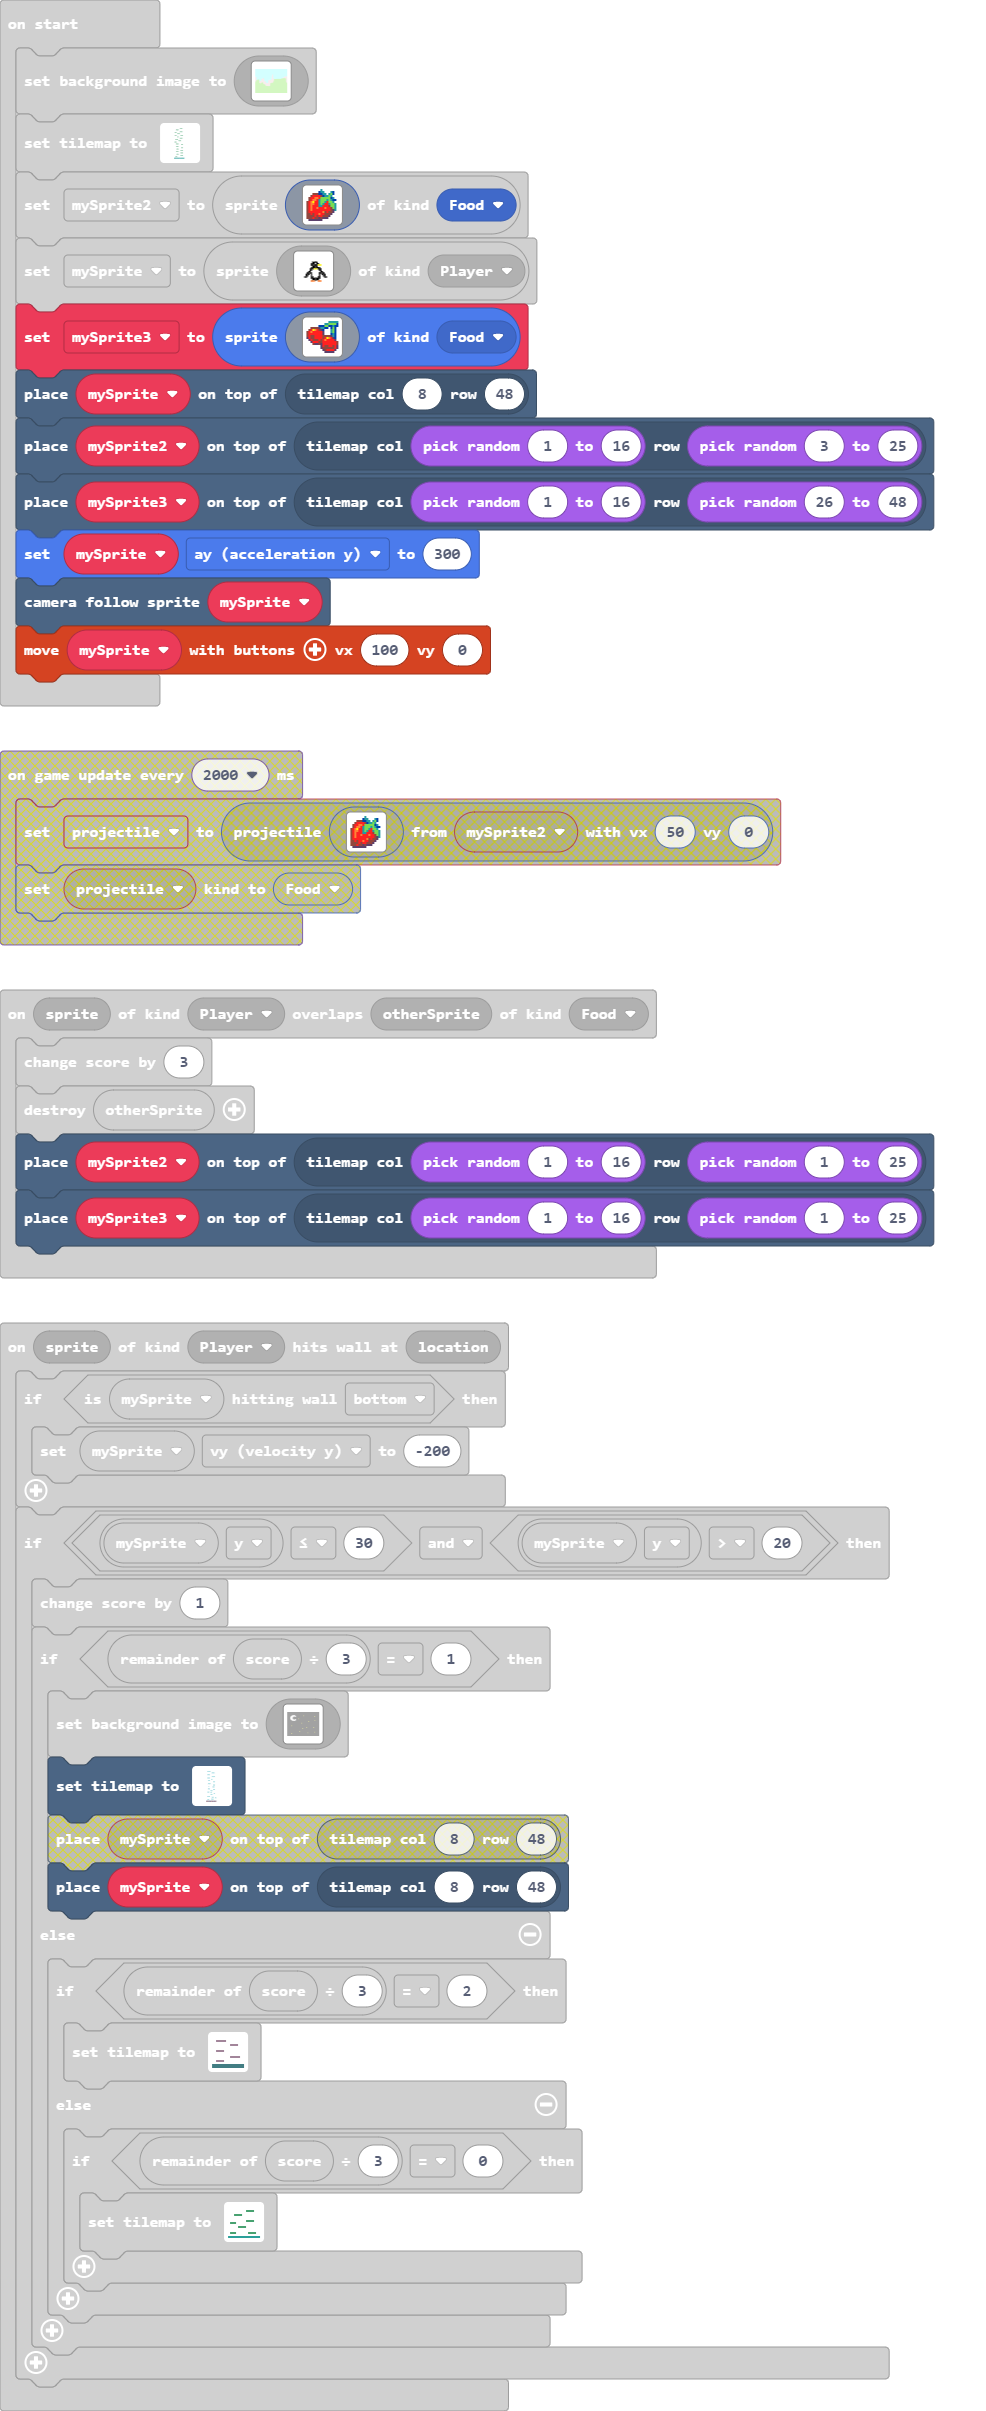 on start
set background image to
set tilemap to
set mySprite2 to sprite of kind Food
set mySprite to sprite of kind Player
set mySprite3 to sprite of kind Food
place mySprite on top of tilemap col 8 row 48
place mySprite2 on top of tilemap col pick random 1 to 16 row pick random 3 to 25
place mySprite3 on top of tilemap col pick random 1 to 16 row pick random 26 to 48
set mySprite ay (acceleration y) to 300
camera follow sprite mySprite
move mySprite with buttons vx 100 vy 0
on game update every 2000 ms
set projectile to projectile from mySprite2 with vx 50 vy 0
set projectile kind to Food
on sprite of kind Player overlaps otherSprite of kind Food
change score by 3
destroy otherSprite
place mySprite2 on top of tilemap col pick random 1 to 16 row pick random 1 to 25
place mySprite3 on top of tilemap col pick random 1 to 16 row pick random 1 to 25
on sprite of kind Player hits wall at location
if is mySprite hitting wall bottom then
set mySprite vy (velocity y) to -200
if mySprite y ≤ 30 and mySprite y > 20 then
change score by 1
if remainder of score ÷ 3 = 1 then
set background image to
set tilemap to
place mySprite on top of tilemap col 8 row 48
place mySprite on top of tilemap col 8 row 48
else
if remainder of score ÷ 3 = 2 then
set tilemap to
else
if remainder of score ÷ 3 = 0 then
set tilemap to